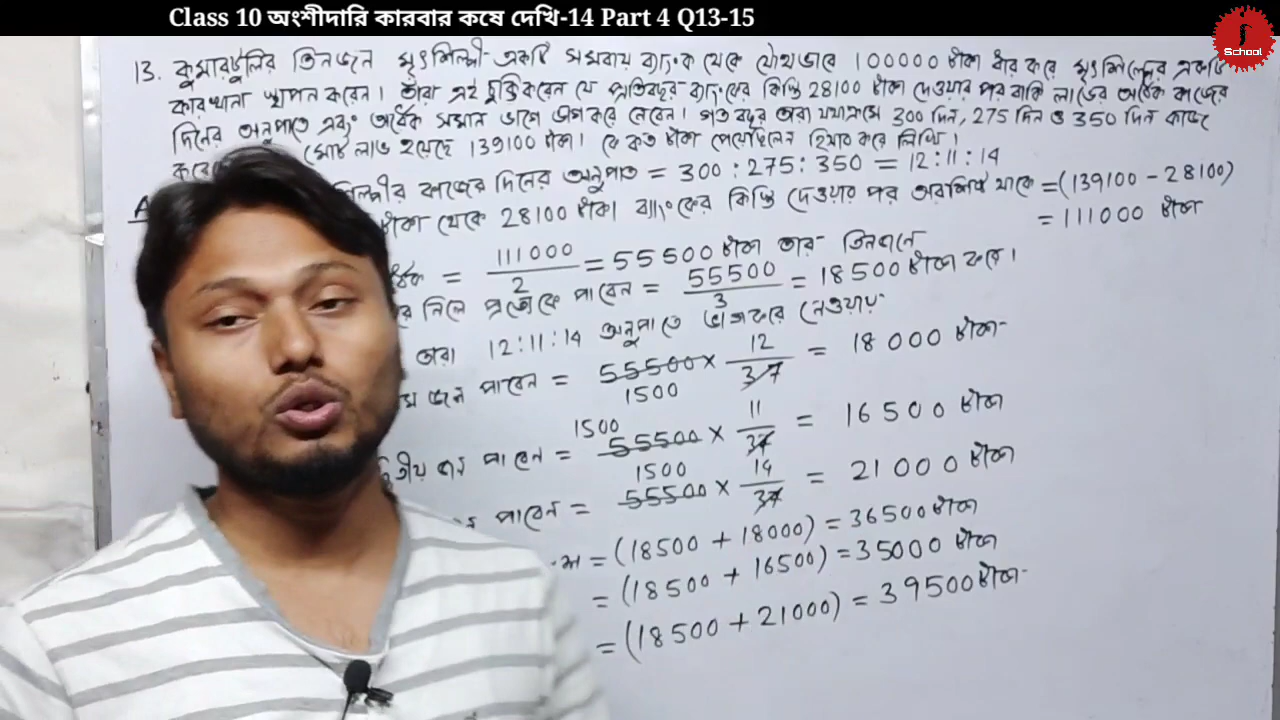 Class 10 অংশীদারি কারবার কষে দেখি-14 Part 4 Q13-15
School
13. কুমারটুলির তিনজন মৃৎশিল্পী একটি সমবায় ব্যাংক থেকে যৌথভাবে 100000 টাকা ধার করে মৃৎশিল্পের একটি
কারখানা স্থাপন করেন। তাঁরা এই চুক্তি করেন যে প্রতিবছর ব্যাংকের কিস্তি 28100 টাকা দেওয়ার পর বাকি লাভের অর্ধেক কাজের
দিনের অনুপাতে এবং অর্ধেক সমান ভাগে ভাগ করে নেবেন। গত বছর তারা যথাক্রমে 300 দিন, 275 দিন ও 350 দিন কাজ
মোট লাভ হয়েছে 139100 টাকা। কে কত টাকা পেয়েছিলেন হিসাব করে লিখি।
শিল্পীর কাজের দিনের অনুপাত = 300 : 275 : 350 = 12 : 11 : 14
টাকা থেকে 28100 টাকা ব্যাংকের কিস্তি দেওয়ার পর অবশিষ্ট থাকে = (139100 - 28100)
= 111000 টাকা
= 111000/2 = 55500 টাকা তার তিনজনে
নিলে প্রত্যেকে পাবেন = 55500/3 = 18500 টাকা করে।
তারা 12:11:14 অনুপাতে ভাগ করে নেওয়ায়
জন পাবেন = 55500 × 12/37 = 18000 টাকা
1500
1500
জন পাবেন = 55500 × 11/37 = 16500 টাকা
1500
পাবেন = 55500 × 14/37 = 21000 টাকা
= (18500 + 18000) = 36500 টাকা
= (18500 + 16500) = 35000 টাকা
= (18500 + 21000) = 39500 টাকা